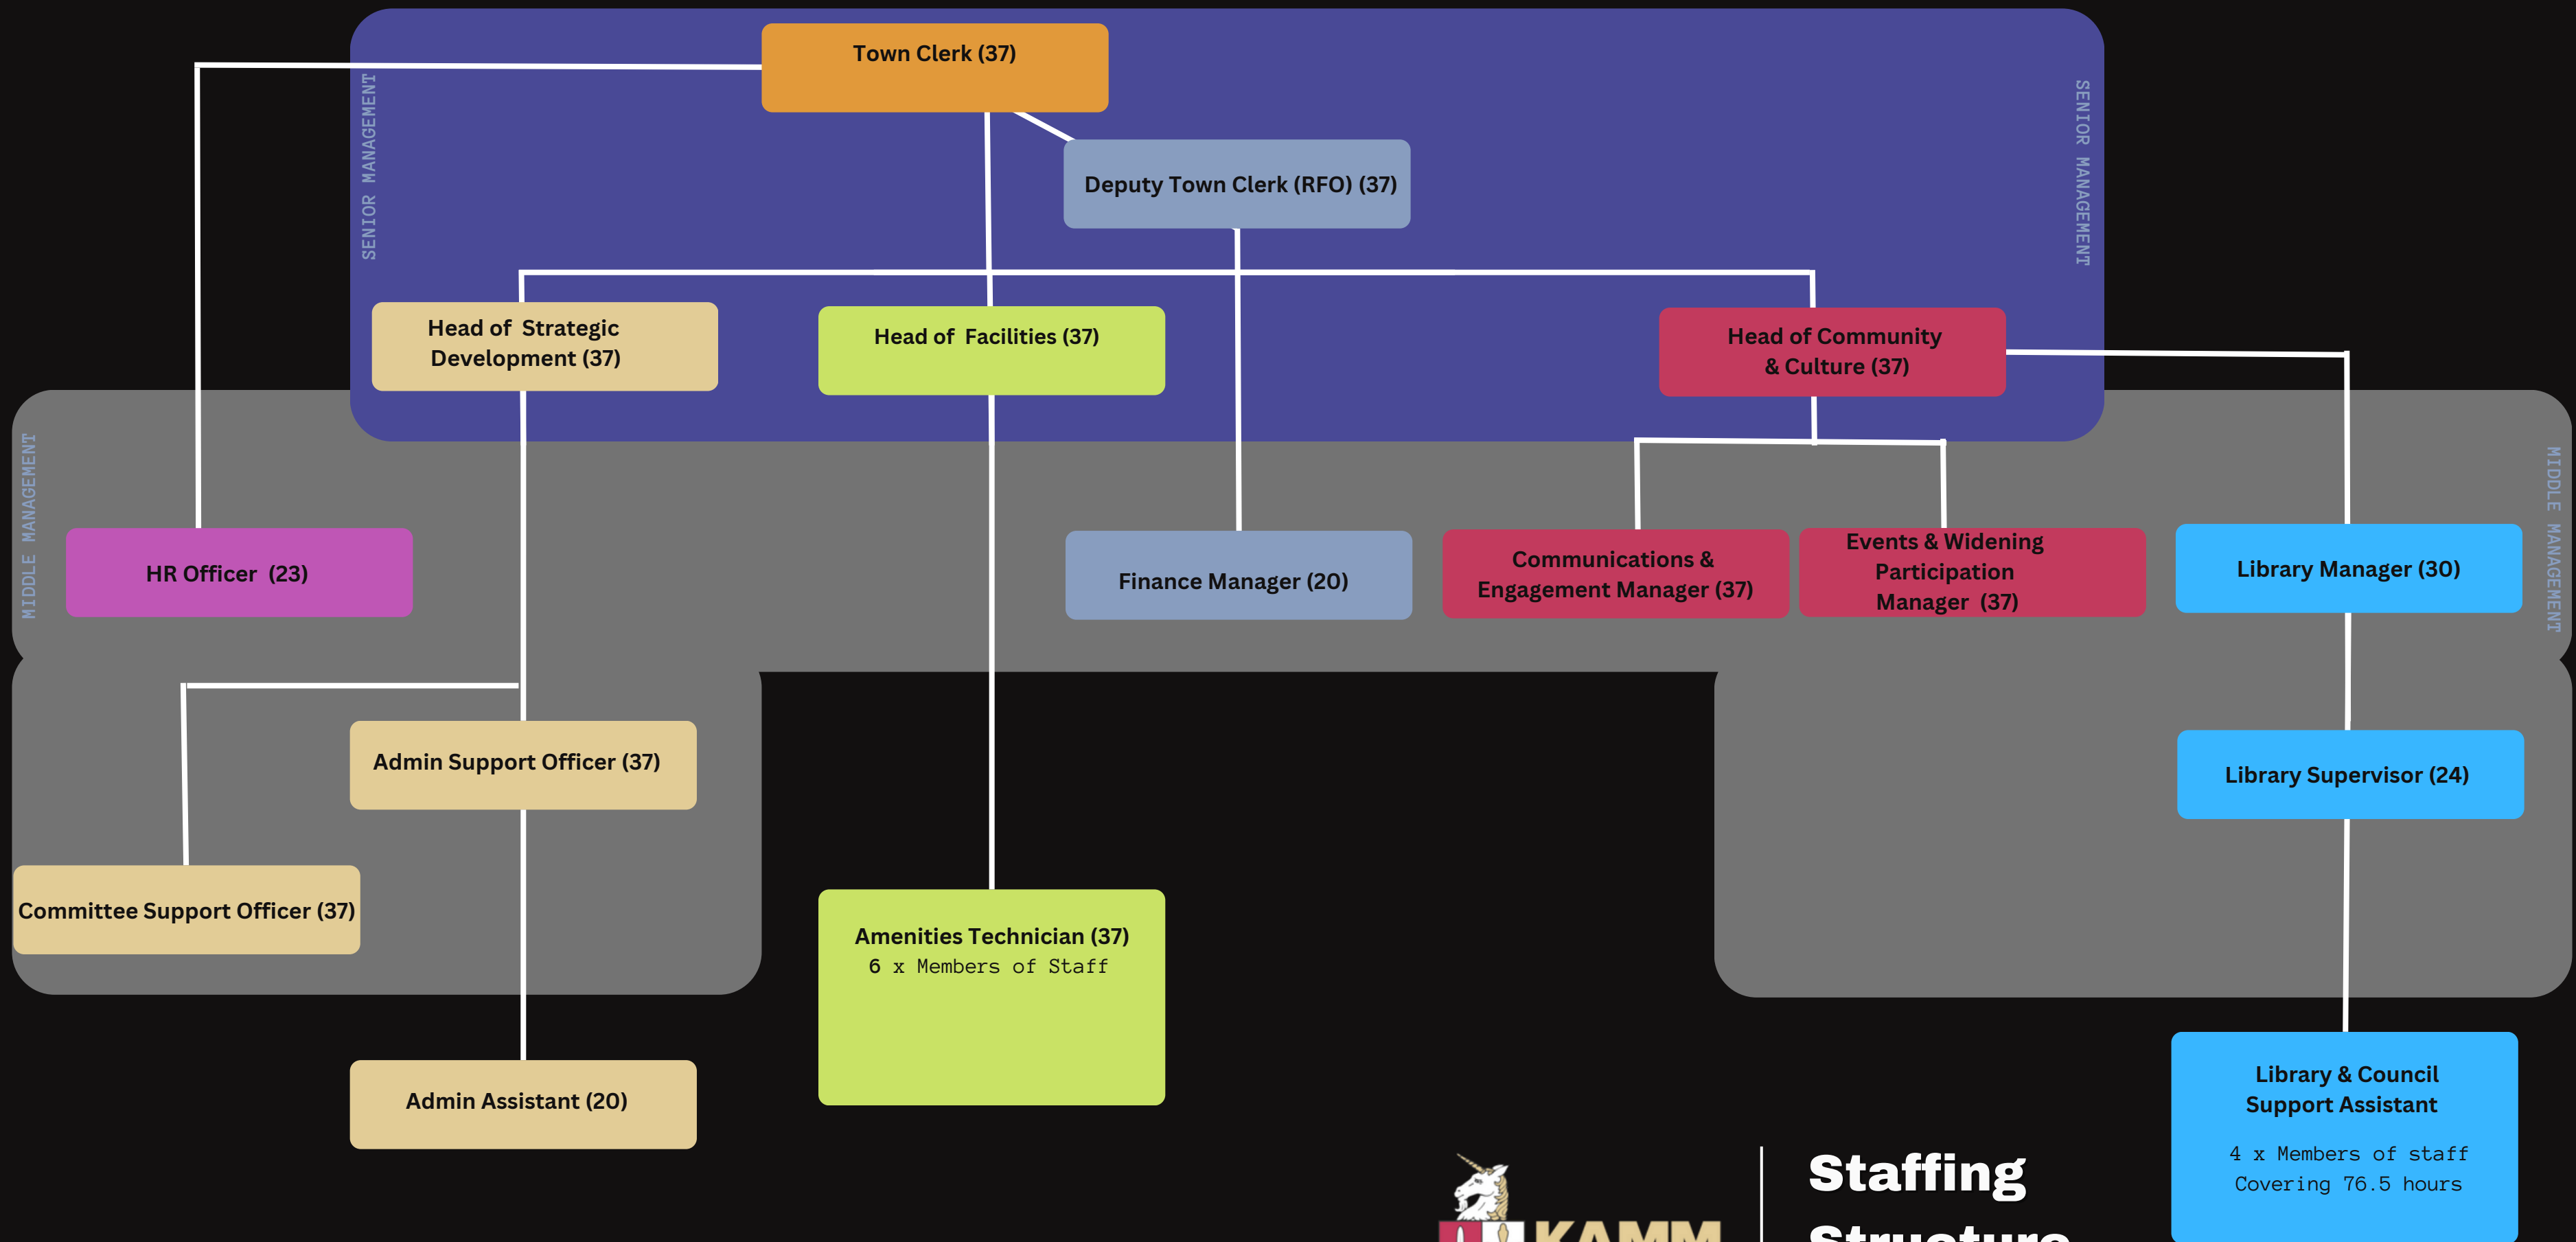 Town Clerk (37)
SENIOR MANAGEMENT
SENIOR MANAGEMENT
Deputy Town Clerk (RFO) (37)
Head of Strategic
Development (37)
Head of Facilities (37)
Head of Community
& Culture (37)
MIDDLE MANAGEMENT
MIDDLE MANAGEMENT
HR Officer (23)
Finance Manager (20)
Communications &
Engagement Manager (37)
Events & Widening
Participation
Manager (37)
Library Manager (30)
Admin Support Officer (37)
Library Supervisor (24)
Committee Support Officer (37)
Amenities Technician (37)
6 x Members of Staff
Admin Assistant (20)
Library & Council
Support Assistant
4 x Members of staff
Covering 76.5 hours
Staffing
Structure
KAMM